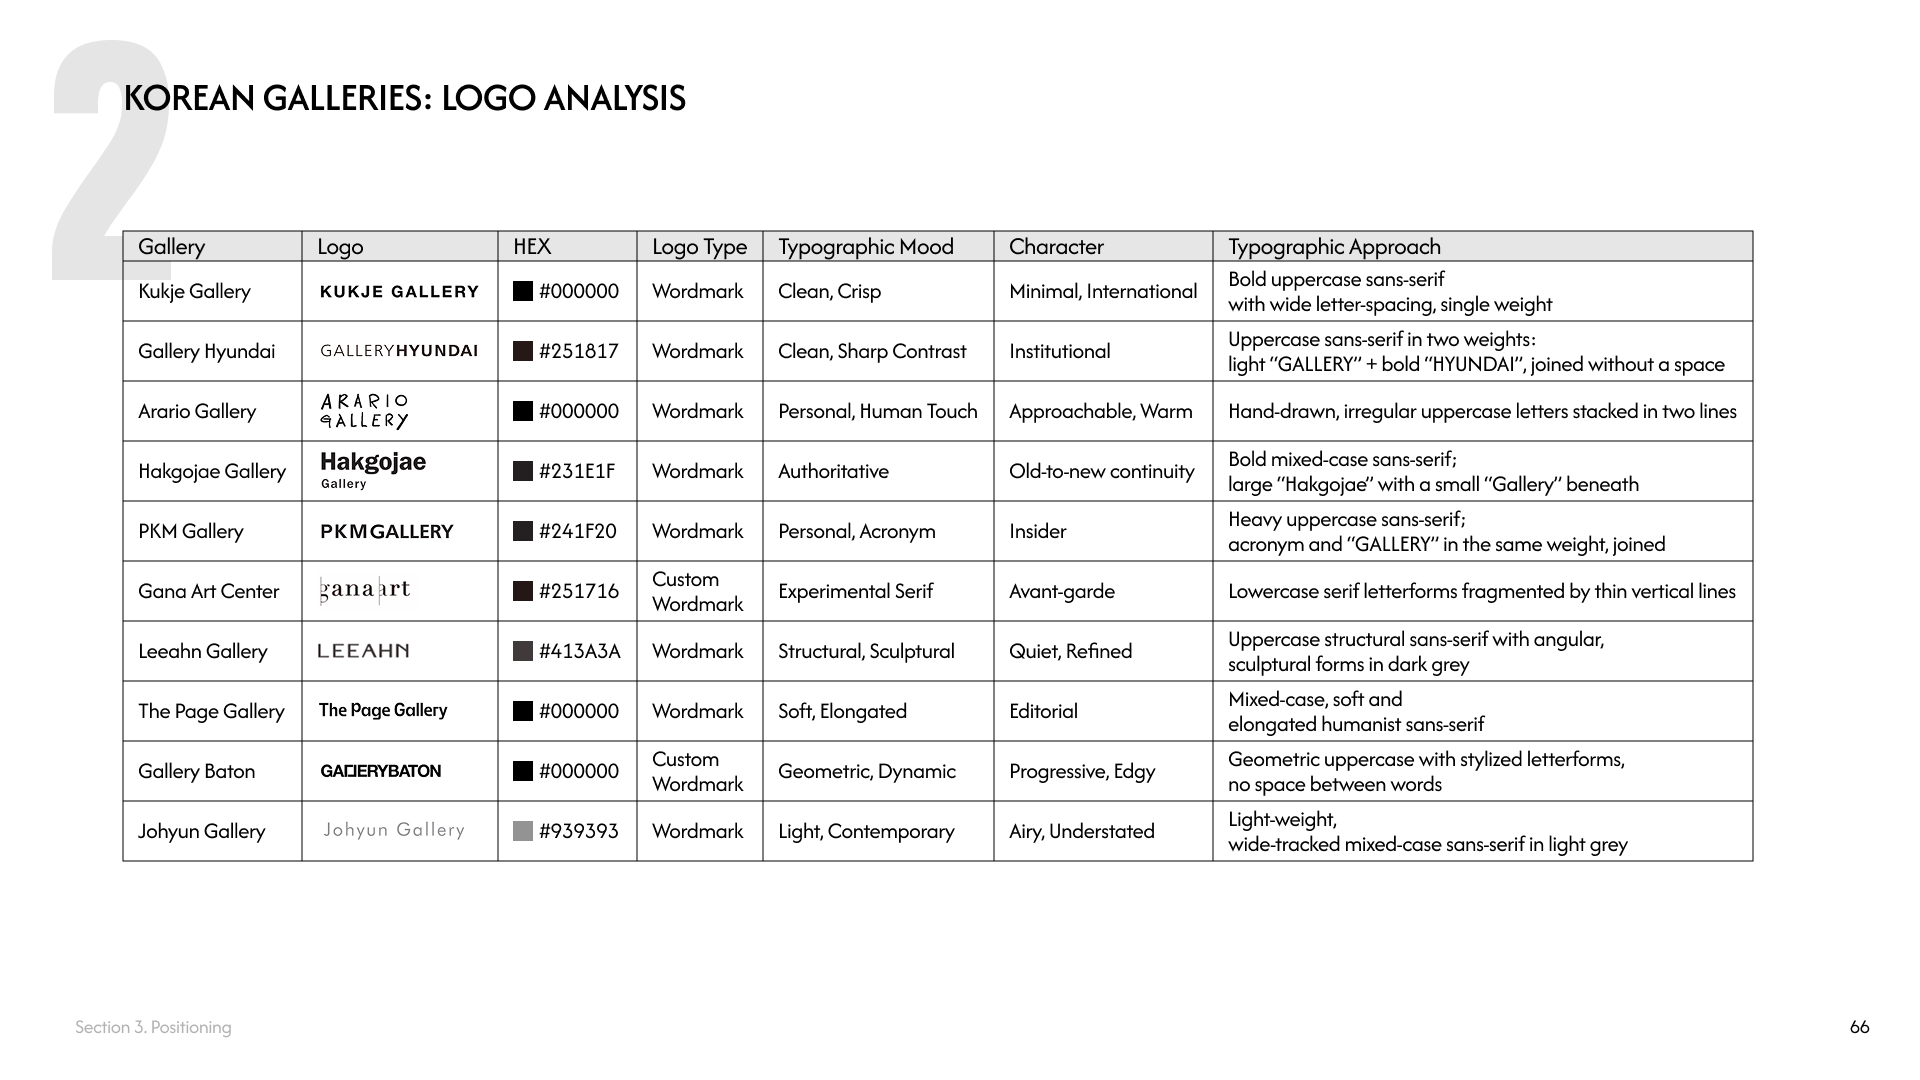 2
KOREAN GALLERIES: LOGO ANALYSIS
Gallery Logo HEX Logo Type Typographic Mood Character Typographic Approach
Kukje Gallery KUKJE GALLERY #000000 Wordmark Clean, Crisp Minimal, International Bold uppercase sans-serif
with wide letter-spacing, single weight
Gallery Hyundai GALLERYHYUNDAI #251817 Wordmark Clean, Sharp Contrast Institutional Uppercase sans-serif in two weights:
light “GALLERY” + bold “HYUNDAI”, joined without a space
Arario Gallery ARARIO
GALLERY #000000 Wordmark Personal, Human Touch Approachable, Warm Hand-drawn, irregular uppercase letters stacked in two lines
Hakgojae Gallery Hakgojae
Gallery #231E1F Wordmark Authoritative Old-to-new continuity Bold mixed-case sans-serif;
large “Hakgojae” with a small “Gallery” beneath
PKM Gallery PKMGALLERY #241F20 Wordmark Personal, Acronym Insider Heavy uppercase sans-serif;
acronym and “GALLERY” in the same weight, joined
Gana Art Center gana art #251716 Custom
Wordmark Experimental Serif Avant-garde Lowercase serif letterforms fragmented by thin vertical lines
Leeahn Gallery LEEAHN #413A3A Wordmark Structural, Sculptural Quiet, Refined Uppercase structural sans-serif with angular,
sculptural forms in dark grey
The Page Gallery The Page Gallery #000000 Wordmark Soft, Elongated Editorial Mixed-case, soft and
elongated humanist sans-serif
Gallery Baton GALLERYBATON #000000 Custom
Wordmark Geometric, Dynamic Progressive, Edgy Geometric uppercase with stylized letterforms,
no space between words
Johyun Gallery Johyun Gallery #939393 Wordmark Light, Contemporary Airy, Understated Light-weight,
wide-tracked mixed-case sans-serif in light grey
Section 3. Positioning
66